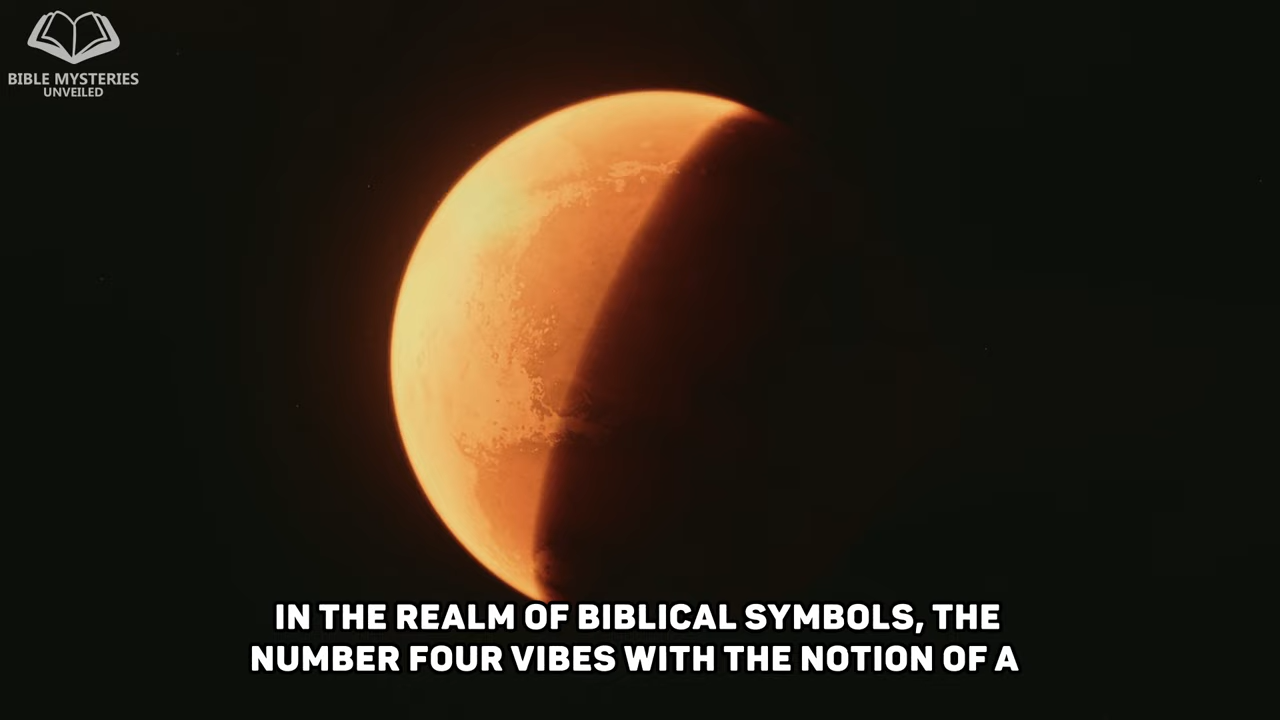 BIBLE MYSTERIES
UNVEILED
IN THE REALM OF BIBLICAL SYMBOLS, THE
NUMBER FOUR VIBES WITH THE NOTION OF A